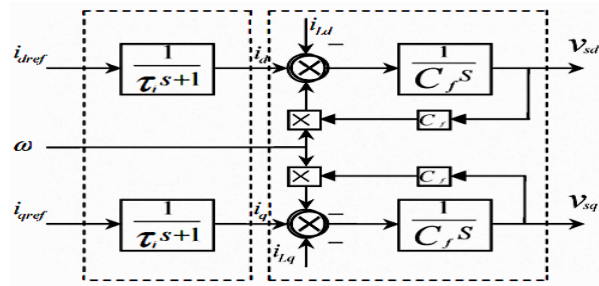 i_Ld
i_dref 1 i_d − 1 v_sd
τ_i s+1 C_f s
× C_f
ω
× C_f
i_qref 1 i_q − 1 v_sq
τ_i s+1 − C_f s
i_Lq